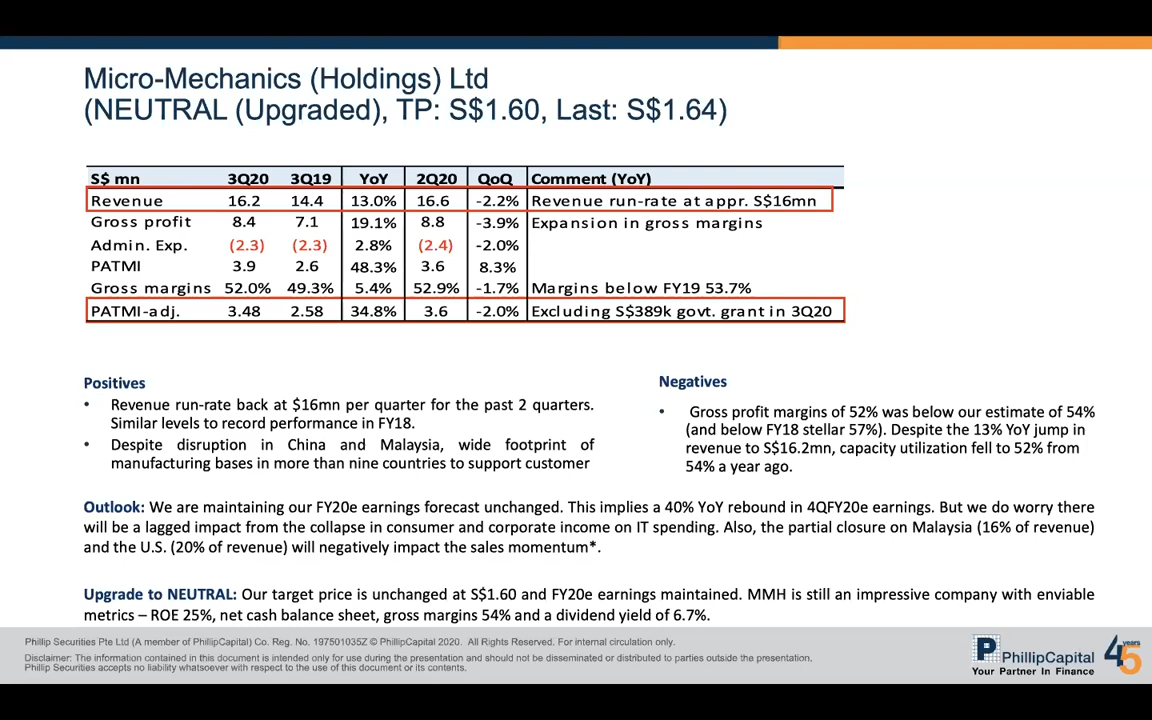 Micro-Mechanics (Holdings) Ltd
(NEUTRAL (Upgraded), TP: S$1.60, Last: S$1.64)
S$ mn 3Q20 3Q19 YoY 2Q20 QoQ Comment (YoY)
Revenue 16.2 14.4 13.0% 16.6 -2.2% Revenue run-rate at appr. S$16mn
Gross profit 8.4 7.1 19.1% 8.8 -3.9% Expansion in gross margins
Admin. Exp. (2.3) (2.3) 2.8% (2.4) -2.0%
PATMI 3.9 2.6 48.3% 3.6 8.3%
Gross margins 52.0% 49.3% 5.4% 52.9% -1.7% Margins below FY19 53.7%
PATMI-adj. 3.48 2.58 34.8% 3.6 -2.0% Excluding S$389k govt. grant in 3Q20
Positives
• Revenue run-rate back at $16mn per quarter for the past 2 quarters.
Similar levels to record performance in FY18.
• Despite disruption in China and Malaysia, wide footprint of
manufacturing bases in more than nine countries to support customer
Negatives
• Gross profit margins of 52% was below our estimate of 54%
(and below FY18 stellar 57%). Despite the 13% YoY jump in
revenue to S$16.2mn, capacity utilization fell to 52% from
54% a year ago.
Outlook: We are maintaining our FY20e earnings forecast unchanged. This implies a 40% YoY rebound in 4QFY20e earnings. But we do worry there
will be a lagged impact from the collapse in consumer and corporate income on IT spending. Also, the partial closure on Malaysia (16% of revenue)
and the U.S. (20% of revenue) will negatively impact the sales momentum*.
Upgrade to NEUTRAL: Our target price is unchanged at S$1.60 and FY20e earnings maintained. MMH is still an impressive company with enviable
metrics – ROE 25%, net cash balance sheet, gross margins 54% and a dividend yield of 6.7%.
Phillip Securities Pte Ltd (A member of PhillipCapital) Co. Reg. No. 197501035Z © PhillipCapital 2020. All Rights Reserved. For internal circulation only.
Disclaimer: The information contained in this document is intended only for use during the presentation and should not be disseminated or distributed to parties outside the presentation.
Phillip Securities accepts no liability whatsoever with respect to the use of this document or its contents.
P PhillipCapital
Your Partner In Finance
45 years